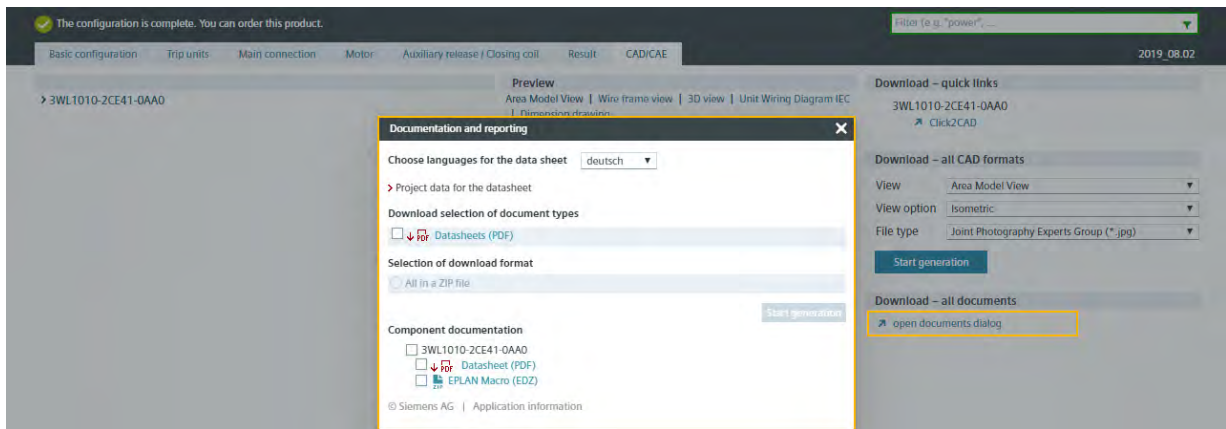 The configuration is complete. You can order this product.
Filter (e.g. "power", ...
Basic configuration Trip units Main connection Motor Auxiliary release / Closing coil Result CAD/CAE
2019_08.02
3WL1010-2CE41-0AA0
Preview
Area Model View | Wire frame view | 3D view | Unit Wiring Diagram IEC
| Dimension drawing
Documentation and reporting
Choose languages for the data sheet deutsch
Project data for the datasheet
Download selection of document types
PDF Datasheets (PDF)
Selection of download format
All in a ZIP file
Start generation
Component documentation
3WL1010-2CE41-0AA0
PDF Datasheet (PDF)
ZIP EPLAN Macro (EDZ)
© Siemens AG | Application information
Download – quick links
3WL1010-2CE41-0AA0
Click2CAD
Download – all CAD formats
View Area Model View
View option Isometric
File type Joint Photography Experts Group (*.jpg)
Start generation
Download – all documents
open documents dialog